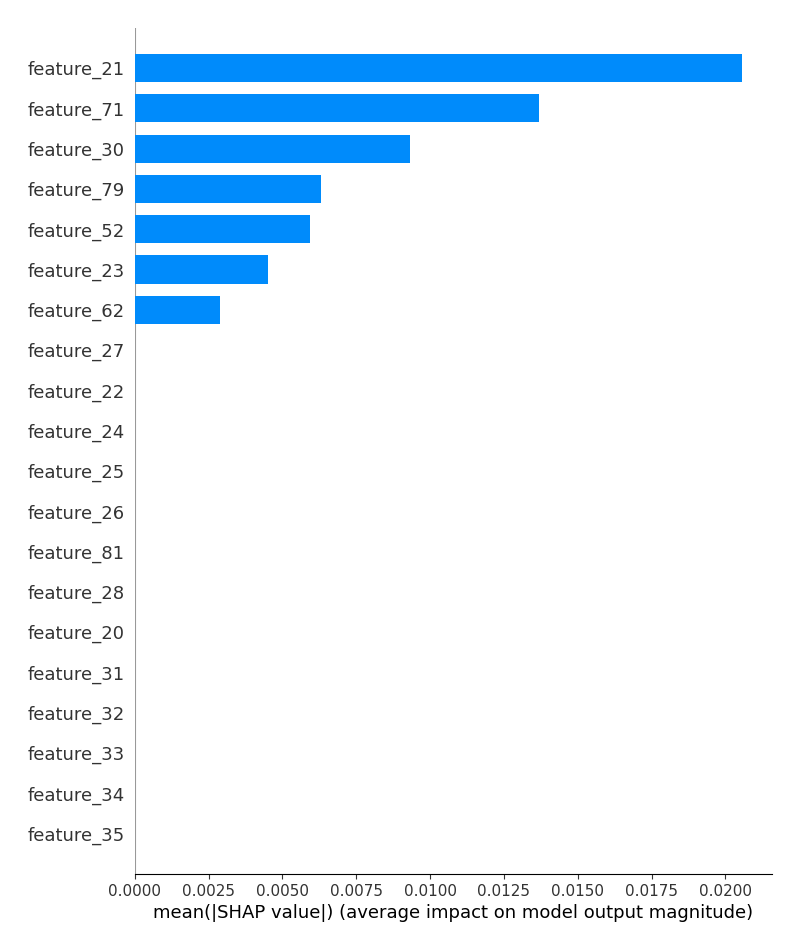 feature_21
feature_71
feature_30
feature_79
feature_52
feature_23
feature_62
feature_27
feature_22
feature_24
feature_25
feature_26
feature_81
feature_28
feature_20
feature_31
feature_32
feature_33
feature_34
feature_35
0.0000 0.0025 0.0050 0.0075 0.0100 0.0125 0.0150 0.0175 0.0200
mean(|SHAP value|) (average impact on model output magnitude)